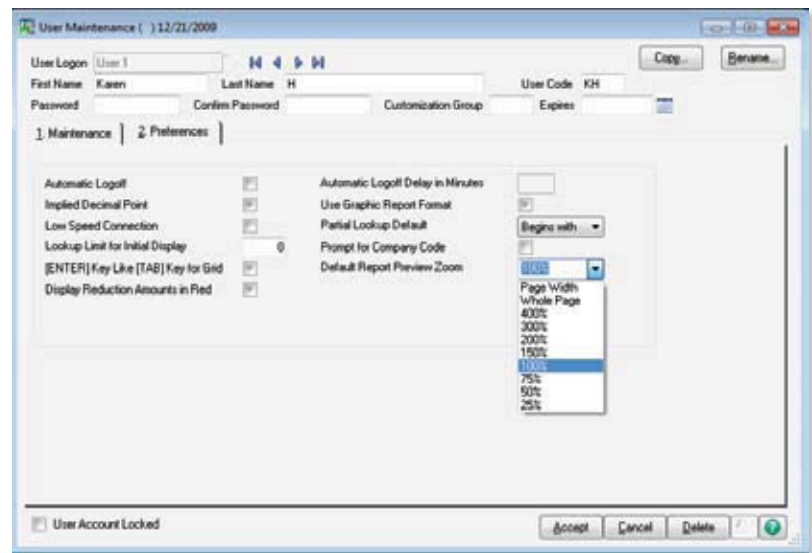 User Maintenance ( ) 12/21/2009
User Logon User 1 Copy... Rename...
First Name Karen Last Name H User Code KH
Password Confirm Password Customization Group Expires
1. Maintenance 2. Preferences
Automatic Logoff Automatic Logoff Delay in Minutes
Implied Decimal Point Use Graphic Report Format
Low Speed Connection Partial Lookup Default Begins with
Lookup Limit for Initial Display 0 Prompt for Company Code
[ENTER] Key Like [TAB] Key for Grid Default Report Preview Zoom 100%
Display Reduction Amounts in Red
Page Width
Whole Page
400%
300%
200%
150%
100%
75%
50%
25%
User Account Locked Accept Cancel Delete